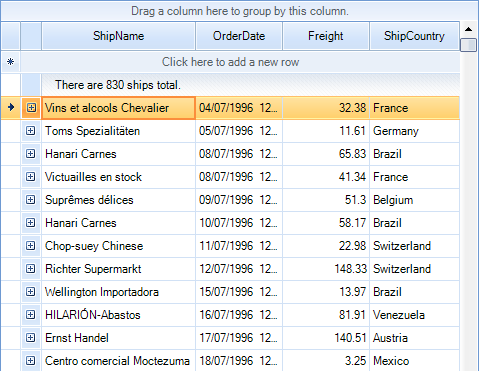 Drag a column here to group by this column.
ShipName OrderDate Freight ShipCountry
Click here to add a new row
There are 830 ships total.
Vins et alcools Chevalier 04/07/1996 12... 32.38 France
Toms Spezialitäten 05/07/1996 12... 11.61 Germany
Hanari Carnes 08/07/1996 12... 65.83 Brazil
Victuailles en stock 08/07/1996 12... 41.34 France
Suprêmes délices 09/07/1996 12... 51.3 Belgium
Hanari Carnes 10/07/1996 12... 58.17 Brazil
Chop-suey Chinese 11/07/1996 12... 22.98 Switzerland
Richter Supermarkt 12/07/1996 12... 148.33 Switzerland
Wellington Importadora 15/07/1996 12... 13.97 Brazil
HILARIÓN-Abastos 16/07/1996 12... 81.91 Venezuela
Ernst Handel 17/07/1996 12... 140.51 Austria
Centro comercial Moctezuma 18/07/1996 12... 3.25 Mexico